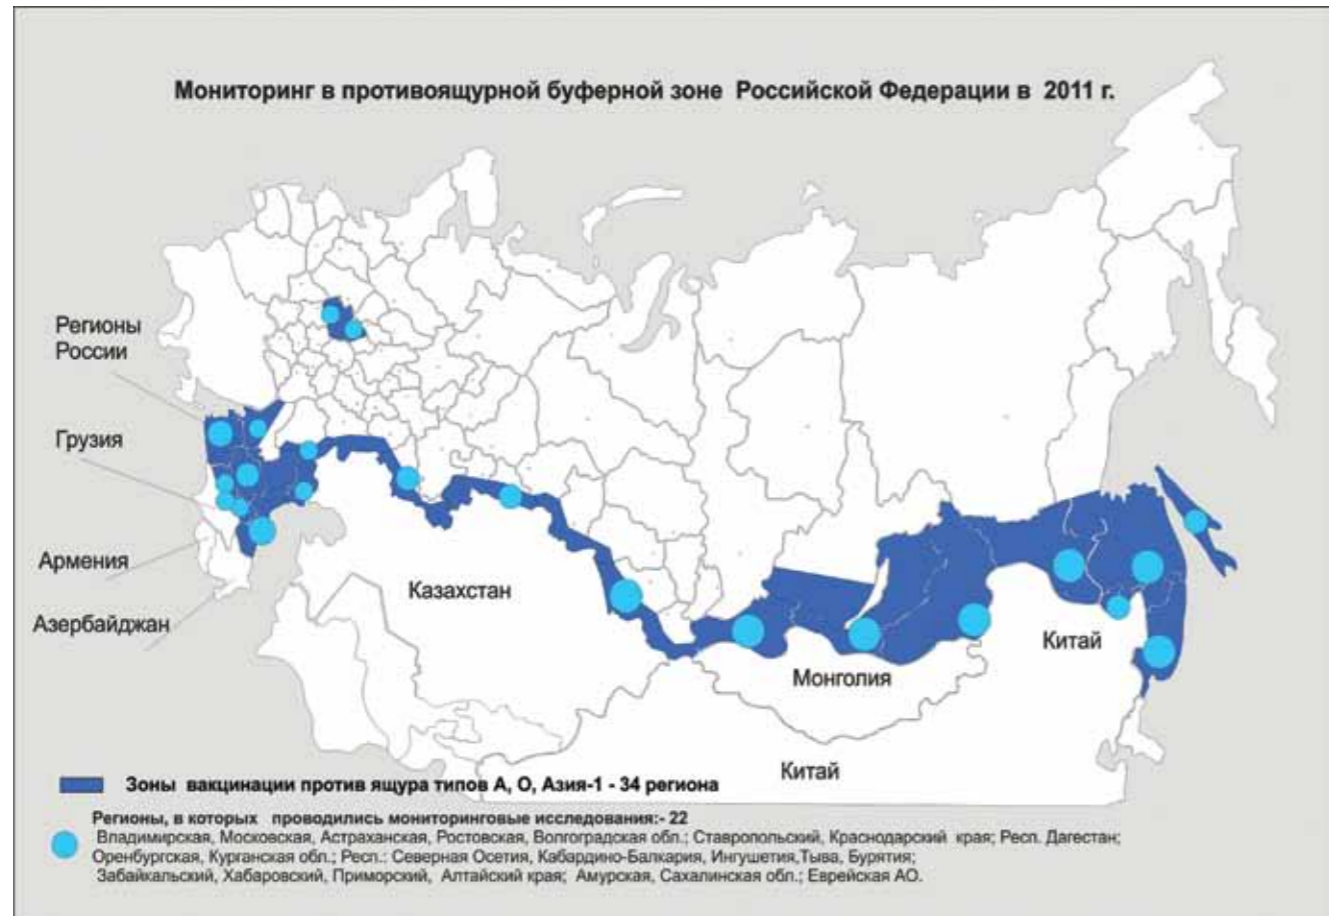 Мониторинг в противоящурной буферной зоне Российской Федерации в 2011 г.
Регионы
России
Грузия
Армения
Азербайджан
Казахстан
Монголия
Китай
Китай
Зоны вакцинации против ящура типов А, О, Азия-1 - 34 региона
Регионы, в которых проводились мониторинговые исследования:- 22
Владимирская, Московская, Астраханская, Ростовская, Волгоградская обл.; Ставропольский, Краснодарский края; Респ. Дагестан;
Оренбургская, Курганская обл.; Респ.: Северная Осетия, Кабардино-Балкария, Ингушетия,Тыва, Бурятия;
Забайкальский, Хабаровский, Приморский, Алтайский края; Амурская, Сахалинская обл.; Еврейская АО.